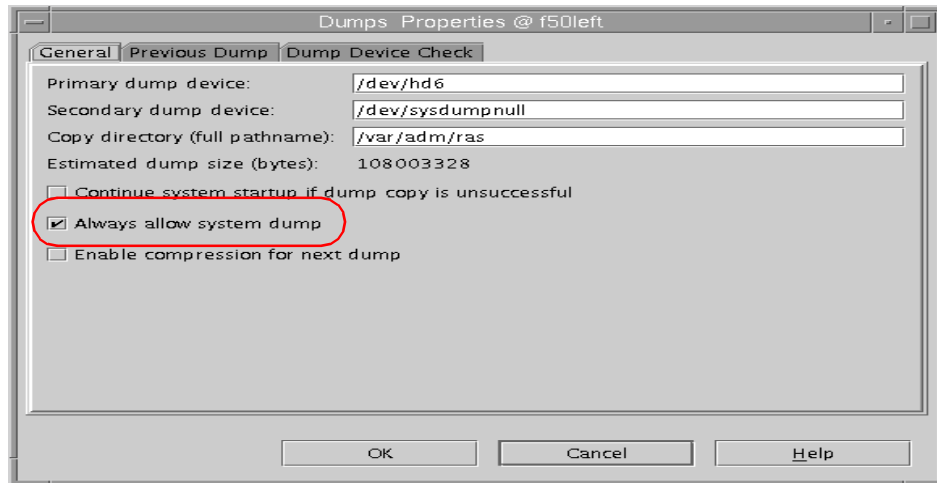 Dumps Properties @ f50left
General Previous Dump Dump Device Check
Primary dump device: /dev/hd6
Secondary dump device: /dev/sysdumpnull
Copy directory (full pathname): /var/adm/ras
Estimated dump size (bytes): 108003328
Continue system startup if dump copy is unsuccessful
Always allow system dump
Enable compression for next dump
OK Cancel Help